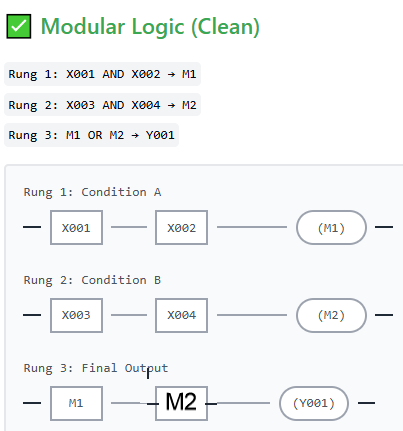 ✅ Modular Logic (Clean)
Rung 1: X001 AND X002 → M1
Rung 2: X003 AND X004 → M2
Rung 3: M1 OR M2 → Y001
Rung 1: Condition A
X001 X002 (M1)
Rung 2: Condition B
X003 X004 (M2)
Rung 3: Final Output
M1 M2 (Y001)